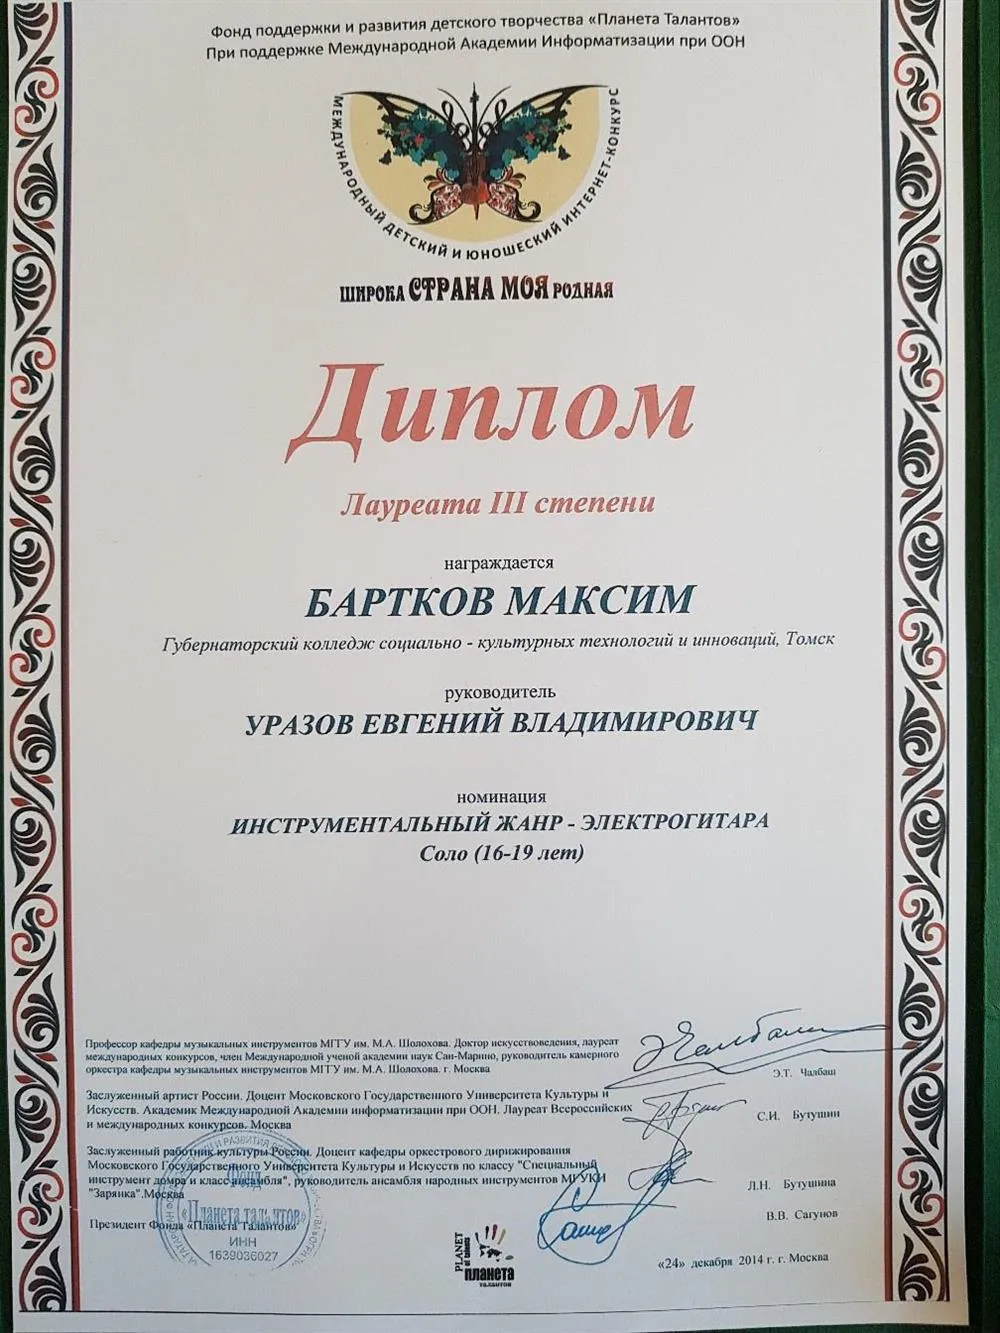 Фонд поддержки и развития детского творчества «Планета Талантов»
При поддержке Международной Академии Информатизации при ООН
МЕЖДУНАРОДНЫЙ ДЕТСКИЙ И ЮНОШЕСКИЙ ИНТЕРНЕТ-КОНКУРС
ШИРОКА СТРАНА МОЯ РОДНАЯ
Диплом
Лауреата III степени
награждается
БАРТКОВ МАКСИМ
Губернаторский колледж социально - культурных технологий и инноваций, Томск
руководитель
УРАЗОВ ЕВГЕНИЙ ВЛАДИМИРОВИЧ
номинация
ИНСТРУМЕНТАЛЬНЫЙ ЖАНР - ЭЛЕКТРОГИТАРА
Соло (16-19 лет)
Профессор кафедры музыкальных инструментов МГГУ им. М.А. Шолохова. Доктор искусствоведения, лауреат
международных конкурсов, член Международной ученой академии наук Сан-Марино, руководитель камерного
оркестра кафедры музыкальных инструментов МГГУ им. М.А. Шолохова. г. Москва
Э.Т. Чалбаш
Заслуженный артист России. Доцент Московского Государственного Университета Культуры и
Искусств. Академик Международной Академии информатизации при ООН. Лауреат Всероссийских
и международных конкурсов. Москва
С.И. Бутушин
Заслуженный работник культуры России. Доцент кафедры оркестрового дирижирования
Московского Государственного Университета Культуры и Искусств по классу "Специальный
инструмент домра и класс ансамбля", руководитель ансамбля народных инструментов МГУКИ
"Зарянка".Москва
Л.Н. Бутушина
Президент Фонда «Планета Талантов»
В.В. Сагунов
Фонд
«Планета талантов»
ИНН
1639036027
PLANET
of talents
планета
талантов
«24» декабря 2014 г. г. Москва